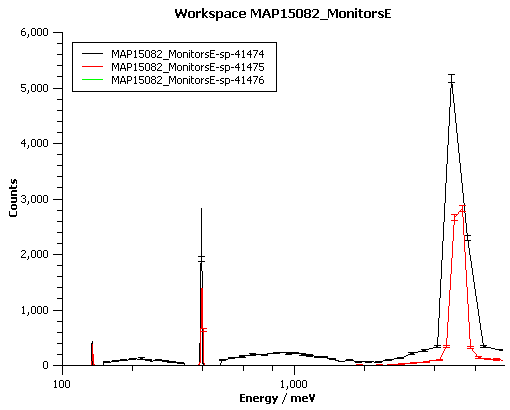 Workspace MAP15082_MonitorsE
6,000
MAP15082_MonitorsE-sp-41474
MAP15082_MonitorsE-sp-41475
MAP15082_MonitorsE-sp-41476
5,000
4,000
3,000
2,000
1,000
0
Counts
100
1,000
Energy / meV